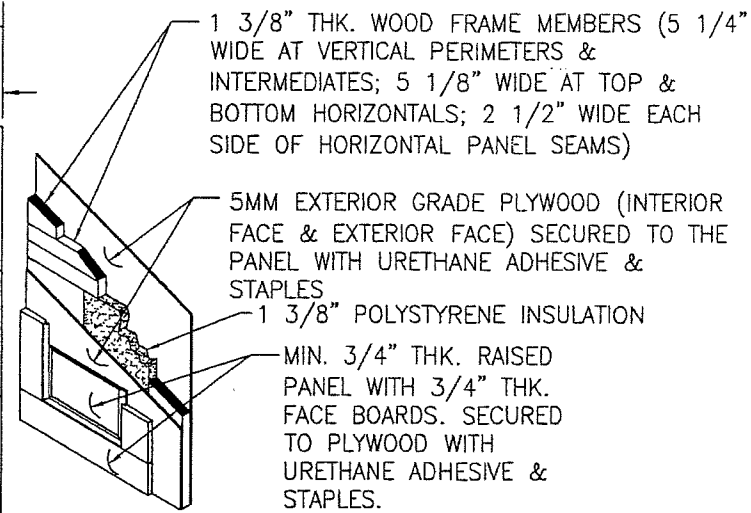 1 3/8" THK. WOOD FRAME MEMBERS (5 1/4"
WIDE AT VERTICAL PERIMETERS &
INTERMEDIATES; 5 1/8" WIDE AT TOP &
BOTTOM HORIZONTALS; 2 1/2" WIDE EACH
SIDE OF HORIZONTAL PANEL SEAMS)
5MM EXTERIOR GRADE PLYWOOD (INTERIOR
FACE & EXTERIOR FACE) SECURED TO THE
PANEL WITH URETHANE ADHESIVE &
STAPLES
1 3/8" POLYSTYRENE INSULATION
MIN. 3/4" THK. RAISED
PANEL WITH 3/4" THK.
FACE BOARDS. SECURED
TO PLYWOOD WITH
URETHANE ADHESIVE &
STAPLES.